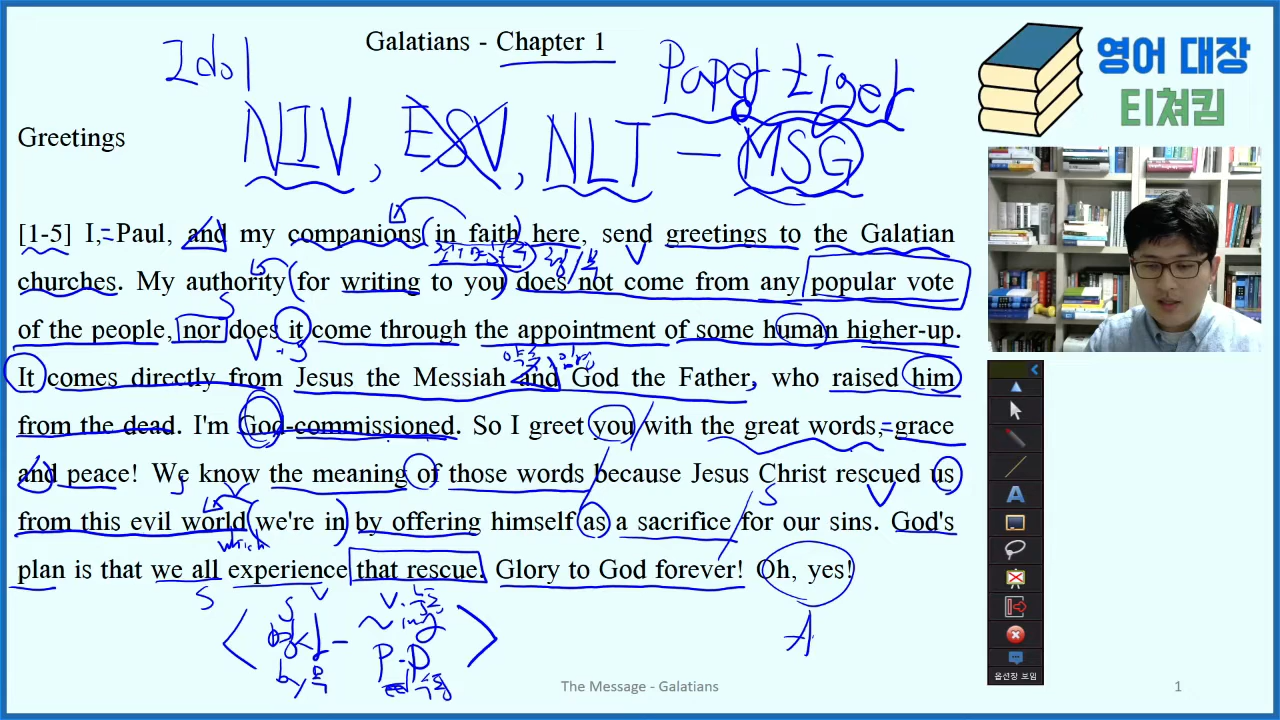 Galatians - Chapter 1
Idol
Paper tiger
영어 대장
티쳐킴
Greetings
NIV, ESV, NLT - MSG
[1-5] I, = Paul, and my companions in faith here, send greetings to the Galatian
churches. My authority (for writing to you) does not come from any popular vote
of the people, nor does it come through the appointment of some human higher-up.
It comes directly from Jesus the Messiah and God the Father, who raised him
from the dead. I'm God-commissioned. So I greet you with the great words, = grace
and peace! We know the meaning of those words because Jesus Christ rescued us
from this evil world (we're in) by offering himself as a sacrifice for our sins. God's
which
plan is that we all experience that rescue. Glory to God forever! Oh, yes!
S V
A
The Message - Galatians
1
옵션창 보임